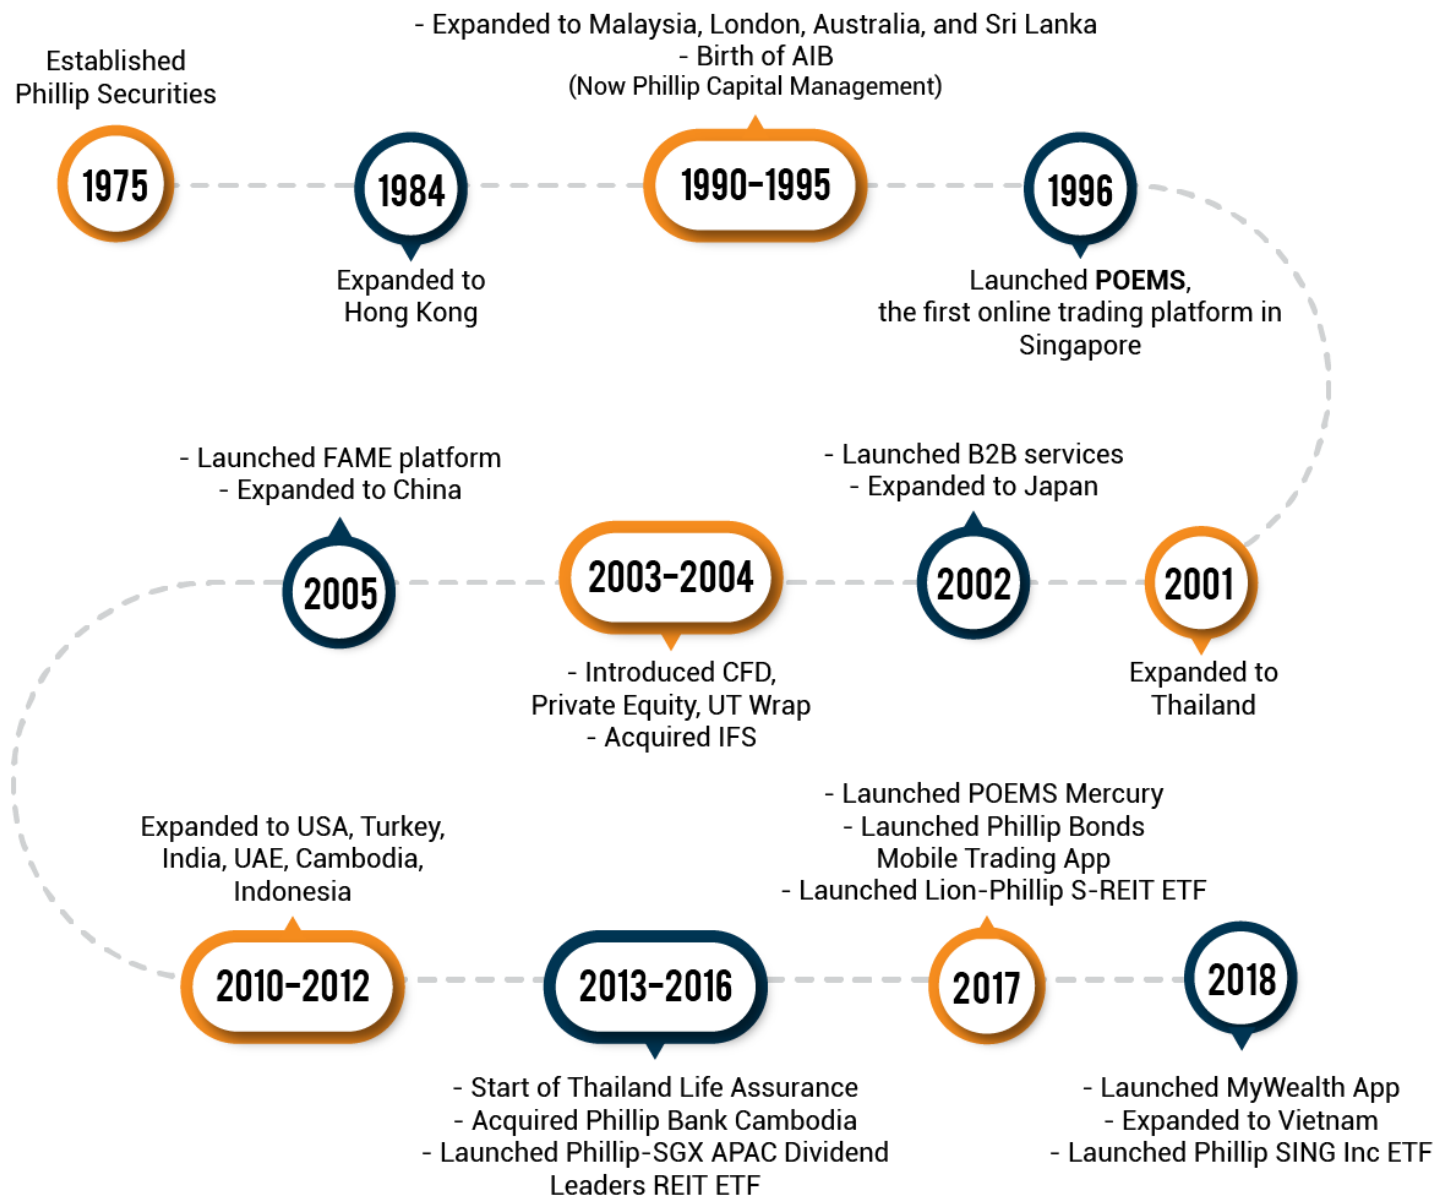 Established
Phillip Securities
1975
1984
Expanded to
Hong Kong
- Expanded to Malaysia, London, Australia, and Sri Lanka
- Birth of AIB
(Now Phillip Capital Management)
1990-1995
1996
Launched POEMS,
the first online trading platform in
Singapore
2001
Expanded to
Thailand
- Launched B2B services
- Expanded to Japan
2002
2003-2004
- Introduced CFD,
Private Equity, UT Wrap
- Acquired IFS
- Launched FAME platform
- Expanded to China
2005
Expanded to USA, Turkey,
India, UAE, Cambodia,
Indonesia
2010-2012
2013-2016
- Start of Thailand Life Assurance
- Acquired Phillip Bank Cambodia
- Launched Phillip-SGX APAC Dividend
Leaders REIT ETF
- Launched POEMS Mercury
- Launched Phillip Bonds
Mobile Trading App
- Launched Lion-Phillip S-REIT ETF
2017
2018
- Launched MyWealth App
- Expanded to Vietnam
- Launched Phillip SING Inc ETF